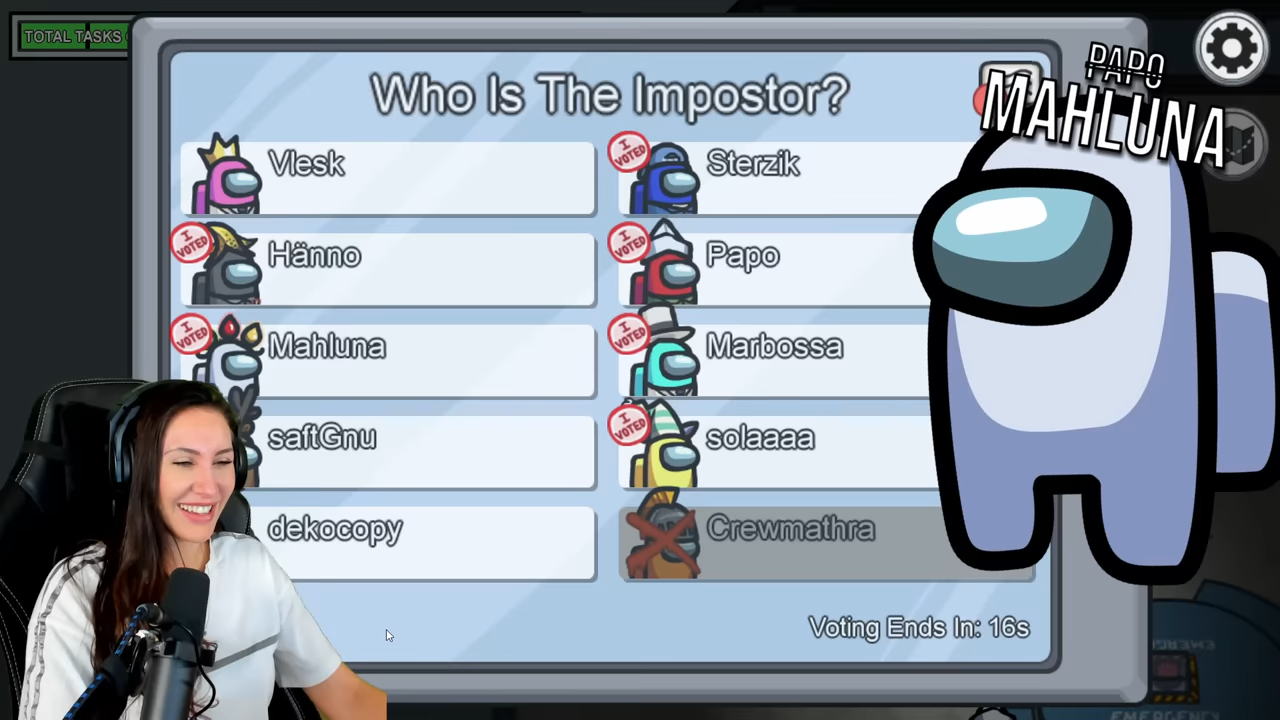 TOTAL TASKS
Who Is The Impostor?
PAPO
MAHLUNA
Vlesk
I VOTED
Sterzik
I VOTED
Hänno
I VOTED
Papo
I VOTED
Mahluna
I VOTED
Marbossa
saftGnu
I VOTED
solaaaa
dekocopy
Crewmathra
Voting Ends In: 16s
EMERGENCY